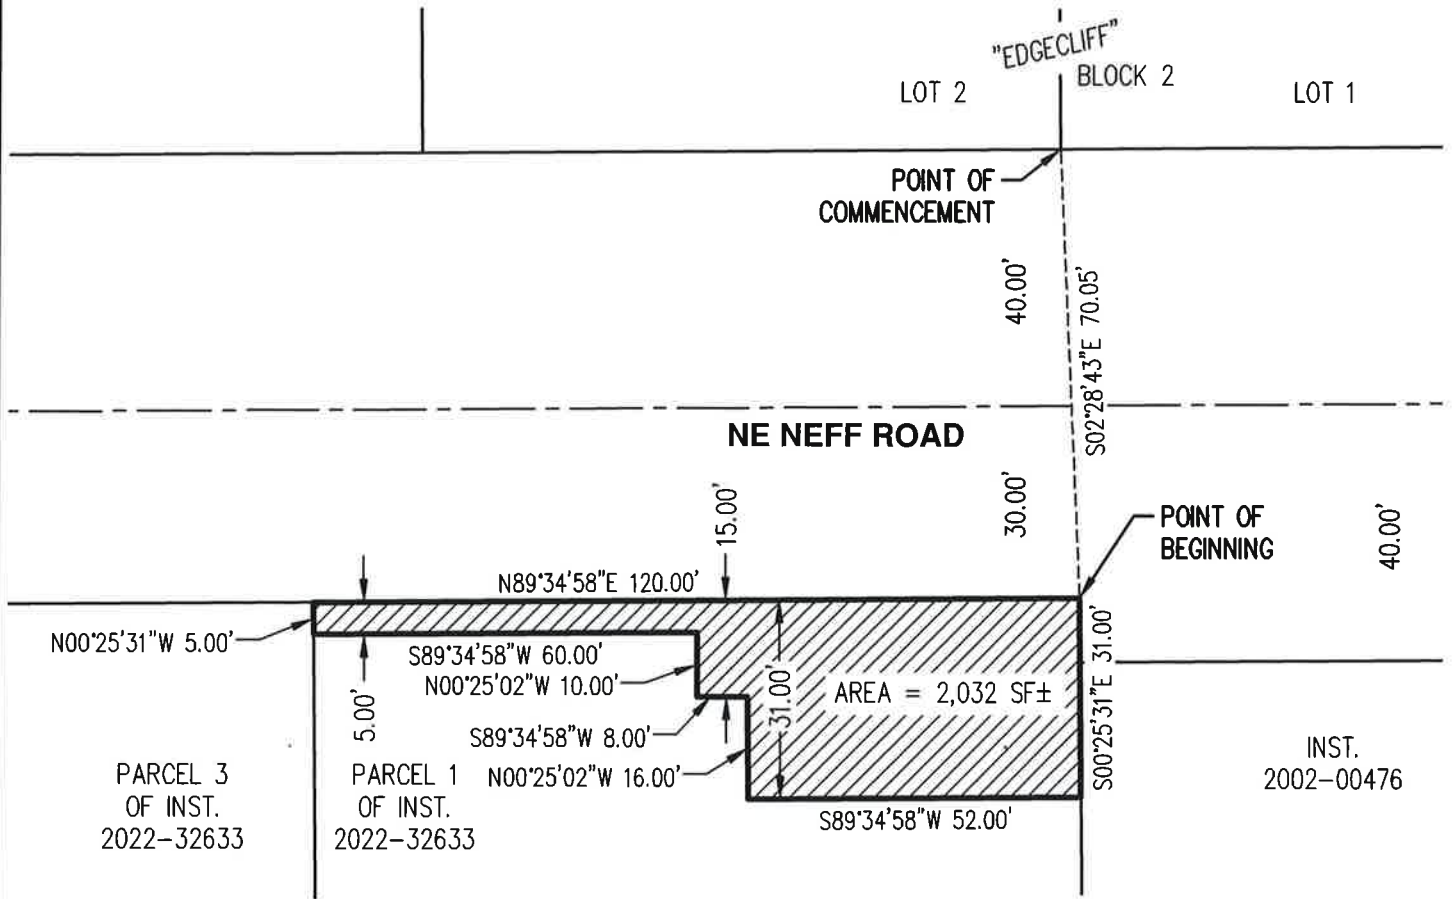 "EDGECLIFF"
BLOCK 2
LOT 2
LOT 1
POINT OF
COMMENCEMENT
40.00'
S02°28'43"E 70.05'
NE NEFF ROAD
15.00'
30.00'
POINT OF
BEGINNING
40.00'
N89°34'58"E 120.00'
N00°25'31"W 5.00'
S89°34'58"W 60.00'
N00°25'02"W 10.00'
5.00'
31.00'
AREA = 2,032 SF±
S00°25'31"E 31.00'
S89°34'58"W 8.00'
N00°25'02"W 16.00'
S89°34'58"W 52.00'
PARCEL 3
OF INST.
2022-32633
PARCEL 1
OF INST.
2022-32633
INST.
2002-00476